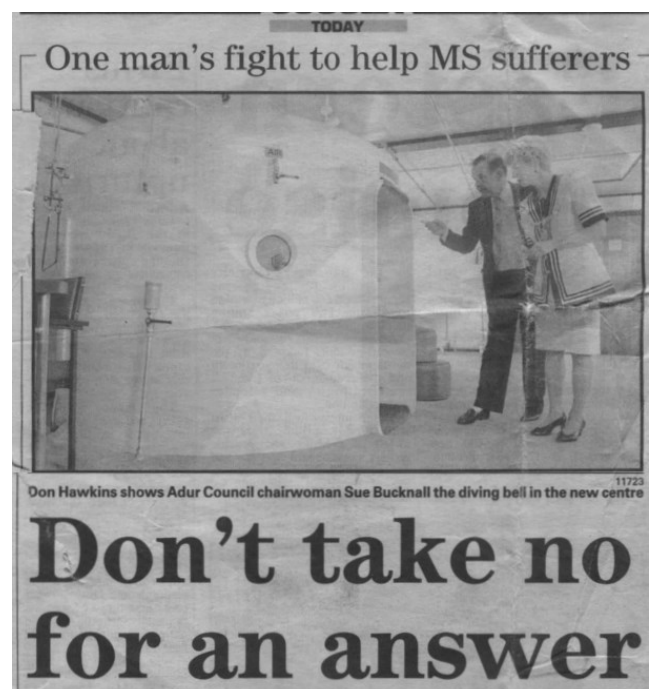 TODAY
One man's fight to help MS sufferers
11723
Don Hawkins shows Adur Council chairwoman Sue Bucknall the diving bell in the new centre
Don't take no
for an answer